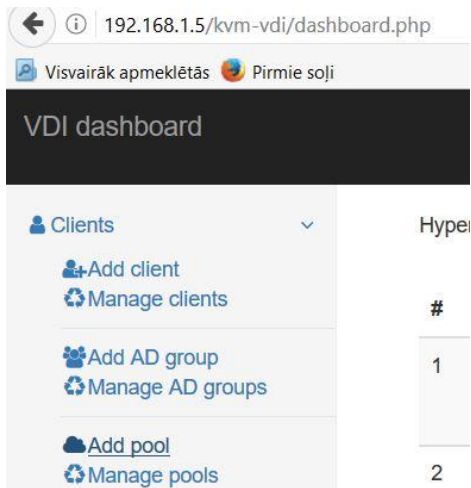 192.168.1.5/kvm-vdi/dashboard.php
Visvairāk apmeklētās Pirmie soļi
VDI dashboard
Clients
Add client
Manage clients
Add AD group
Manage AD groups
Add pool
Manage pools
Hyper
#
1
2